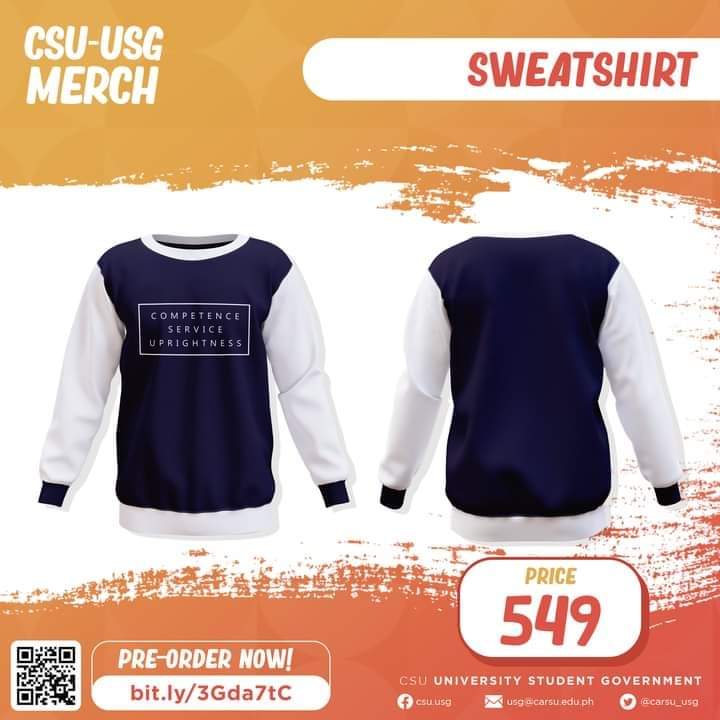 CSU-USG
MERCH
SWEATSHIRT
COMPETENCE
SERVICE
UPRIGHTNESS
PRICE
549
PRE-ORDER NOW!
bit.ly/3Gda7tC
CSU UNIVERSITY STUDENT GOVERNMENT
csu.usg usg@carsu.edu.ph @carsu_usg